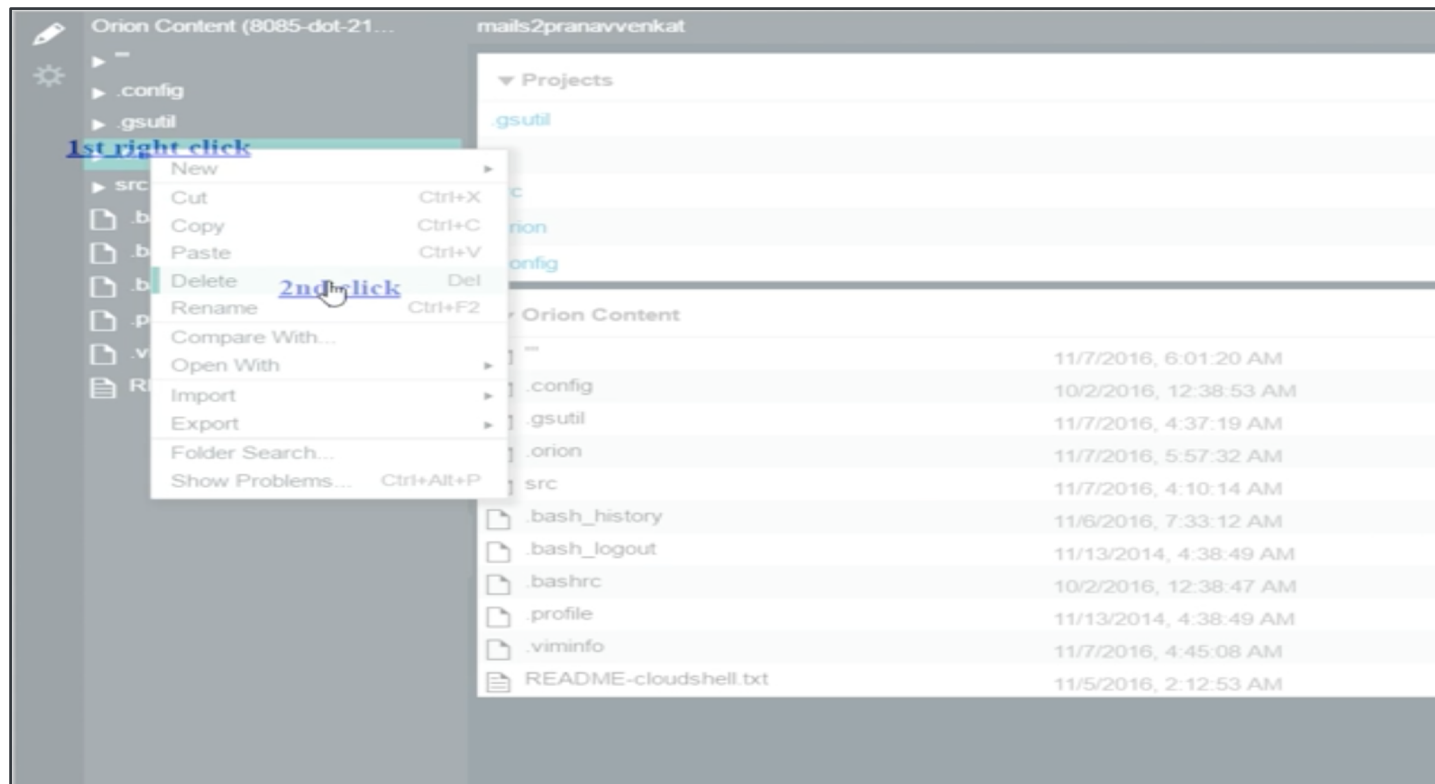 Orion Content (8085-dot-21...
""
.config
.gsutil
1st right click
src
.b
.b
.b
.p
.v
RE
New
Cut Ctrl+X
Copy Ctrl+C
Paste Ctrl+V
Delete Del
2nd click
Rename Ctrl+F2
Compare With...
Open With
Import
Export
Folder Search...
Show Problems... Ctrl+Alt+P
mails2pranavvenkat
Projects
.gsutil
c
rion
onfig
Orion Content
"" 11/7/2016, 6:01:20 AM
.config 10/2/2016, 12:38:53 AM
.gsutil 11/7/2016, 4:37:19 AM
.orion 11/7/2016, 5:57:32 AM
src 11/7/2016, 4:10:14 AM
.bash_history 11/6/2016, 7:33:12 AM
.bash_logout 11/13/2014, 4:38:49 AM
.bashrc 10/2/2016, 12:38:47 AM
.profile 11/13/2014, 4:38:49 AM
.viminfo 11/7/2016, 4:45:08 AM
README-cloudshell.txt 11/5/2016, 2:12:53 AM